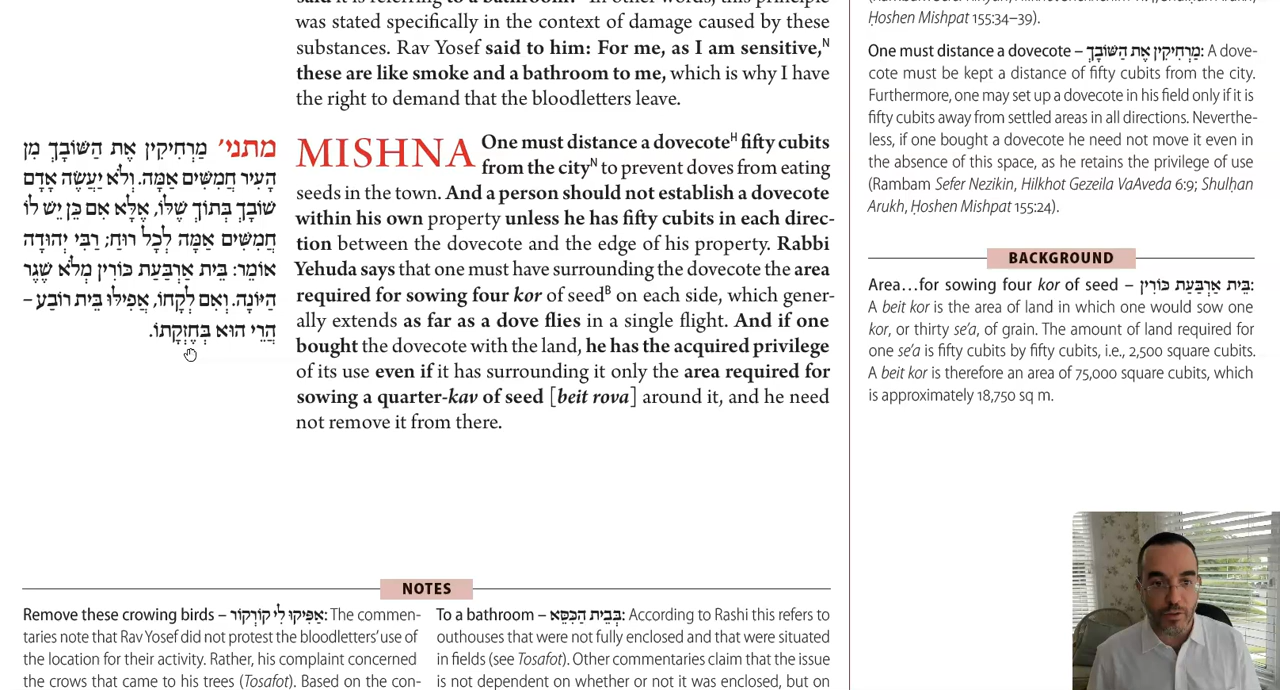 said it is referring to a bathroom. In other words, this principle
was stated specifically in the context of damage caused by these
substances. Rav Yosef said to him: For me, as I am sensitive,N
these are like smoke and a bathroom to me, which is why I have
the right to demand that the bloodletters leave.
מתני׳ מַרְחִיקִין אֶת הַשּׁוֹבָךְ מִן
הָעִיר חֲמִשִּׁים אַמָּה. וְלֹא יַעֲשֶׂה אָדָם
שׁוֹבָךְ בְּתוֹךְ שֶׁלּוֹ, אֶלָּא אִם כֵּן יֵשׁ לוֹ
חֲמִשִּׁים אַמָּה לְכָל רוּחַ; רַבִּי יְהוּדָה
אוֹמֵר: בֵּית אַרְבַּעַת כּוֹרִין מְלֹא שֶׁגֶר
הַיּוֹנָה. וְאִם לְקָחוֹ, אֲפִילּוּ בֵּית רוֹבַע –
הֲרֵי הוּא בְּחֶזְקָתוֹ.
MISHNA One must distance a dovecoteH fifty cubits
from the cityN to prevent doves from eating
seeds in the town. And a person should not establish a dovecote
within his own property unless he has fifty cubits in each direc-
tion between the dovecote and the edge of his property. Rabbi
Yehuda says that one must have surrounding the dovecote the area
required for sowing four kor of seedB on each side, which gener-
ally extends as far as a dove flies in a single flight. And if one
bought the dovecote with the land, he has the acquired privilege
of its use even if it has surrounding it only the area required for
sowing a quarter-kav of seed [beit rova] around it, and he need
not remove it from there.
NOTES
Remove these crowing birds – אַפִּיקוּ לִי קוּרְקוּר: The commen-
taries note that Rav Yosef did not protest the bloodletters' use of
the location for their activity. Rather, his complaint concerned
the crows that came to his trees (Tosafot). Based on the con-
To a bathroom – בְּבֵית הַכִּסֵּא: According to Rashi this refers to
outhouses that were not fully enclosed and that were situated
in fields (see Tosafot). Other commentaries claim that the issue
is not dependent on whether or not it was enclosed, but on
Ḥoshen Mishpat 155:34–39).
One must distance a dovecote – מַרְחִיקִין אֶת הַשּׁוֹבָךְ: A dove-
cote must be kept a distance of fifty cubits from the city.
Furthermore, one may set up a dovecote in his field only if it is
fifty cubits away from settled areas in all directions. Neverthe-
less, if one bought a dovecote he need not move it even in
the absence of this space, as he retains the privilege of use
(Rambam Sefer Nezikin, Hilkhot Gezeila VaAveda 6:9; Shulḥan
Arukh, Ḥoshen Mishpat 155:24).
BACKGROUND
Area…for sowing four kor of seed – בֵּית אַרְבַּעַת כּוֹרִין:
A beit kor is the area of land in which one would sow one
kor, or thirty se'a, of grain. The amount of land required for
one se'a is fifty cubits by fifty cubits, i.e., 2,500 square cubits.
A beit kor is therefore an area of 75,000 square cubits, which
is approximately 18,750 sq m.